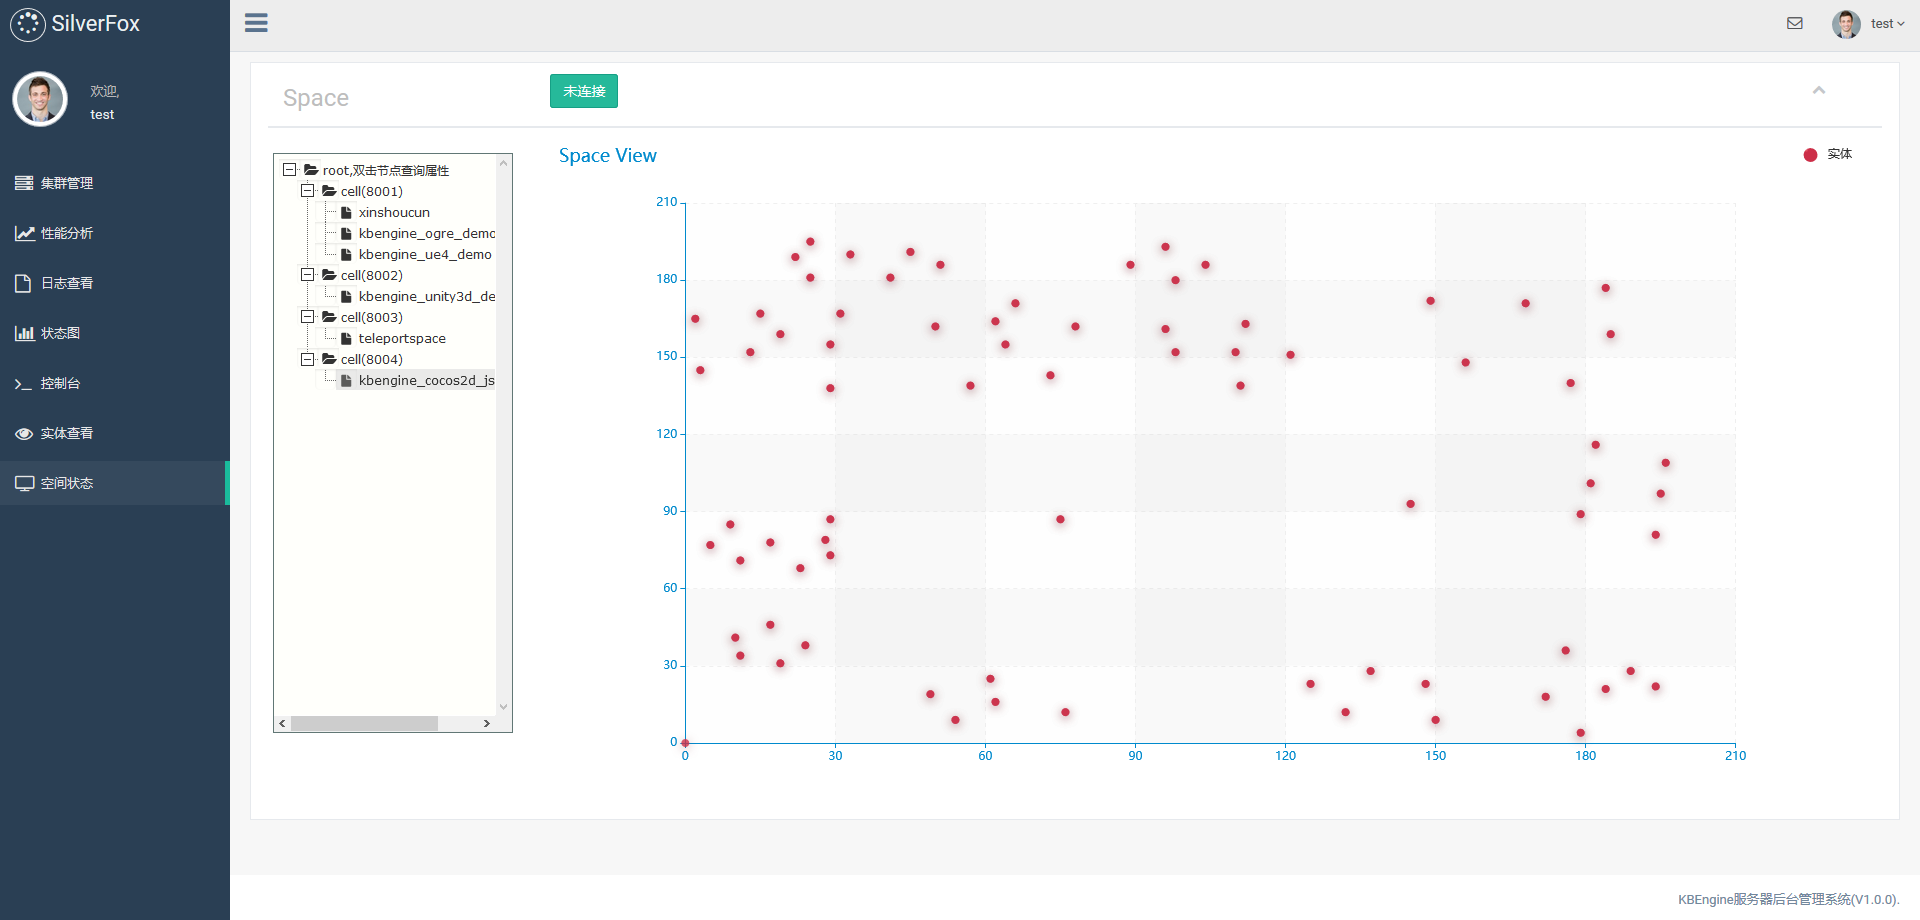 SilverFox
test
欢迎,
test
集群管理
性能分析
日志查看
状态图
控制台
实体查看
空间状态
Space
未连接
root,双击节点查询属性
cell(8001)
xinshoucun
kbengine_ogre_demo
kbengine_ue4_demo
cell(8002)
kbengine_unity3d_de
cell(8003)
teleportspace
cell(8004)
kbengine_cocos2d_js
Space View
实体
210
180
150
120
90
60
30
0
0 30 60 90 120 150 180 210
KBEngine服务器后台管理系统(V1.0.0).